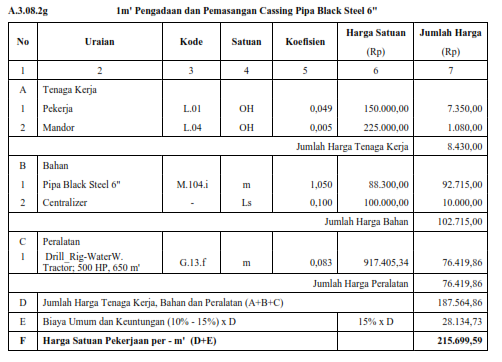 A.3.08.2g 1m' Pengadaan dan Pemasangan Cassing Pipa Black Steel 6"
No Uraian Kode Satuan Koefisien Harga Satuan (Rp) Jumlah Harga (Rp)
1 2 3 4 5 6 7
A Tenaga Kerja
1 Pekerja L.01 OH 0,049 150.000,00 7.350,00
2 Mandor L.04 OH 0,005 225.000,00 1.080,00
Jumlah Harga Tenaga Kerja 8.430,00
B Bahan
1 Pipa Black Steel 6" M.104.i m 1,050 88.300,00 92.715,00
2 Centralizer - Ls 0,100 100.000,00 10.000,00
Jumlah Harga Bahan 102.715,00
C Peralatan
1 Drill_Rig-WaterW. Tractor; 500 HP, 650 m' G.13.f m 0,083 917.405,34 76.419,86
Jumlah Harga Peralatan 76.419,86
D Jumlah Harga Tenaga Kerja, Bahan dan Peralatan (A+B+C) 187.564,86
E Biaya Umum dan Keuntungan (10% - 15%) x D 15% x D 28.134,73
F Harga Satuan Pekerjaan per - m' (D+E) 215.699,59